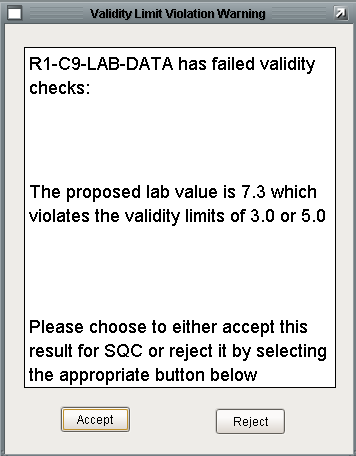 Validity Limit Violation Warning
R1-C9-LAB-DATA has failed validity
checks:
The proposed lab value is 7.3 which
violates the validity limits of 3.0 or 5.0
Please choose to either accept this
result for SQC or reject it by selecting
the appropriate button below
Accept
Reject